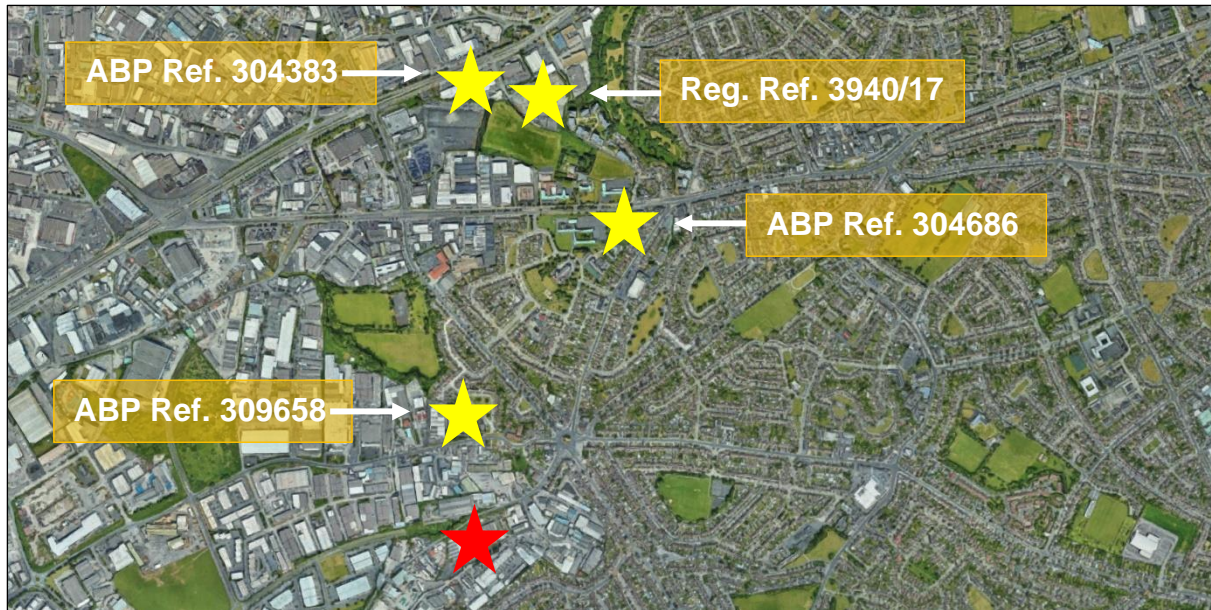 ABP Ref. 304383
Reg. Ref. 3940/17
ABP Ref. 304686
ABP Ref. 309658